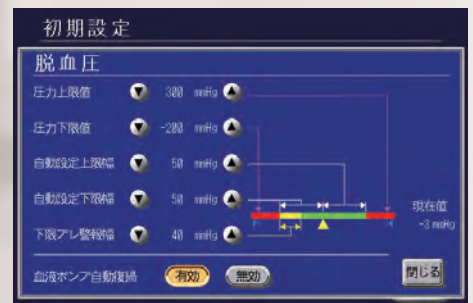 初期設定
脱血圧
圧力上限値 ▼ 300 mmHg ▲
圧力下限値 ▼ -200 mmHg ▲
自動設定上限幅 ▼ 50 mmHg ▲
自動設定下限幅 ▼ 50 mmHg ▲
下限プレ警報幅 ▼ 40 mmHg ▲
現在値
-3 mmHg
血液ポンプ自動復帰 有効 無効
閉じる